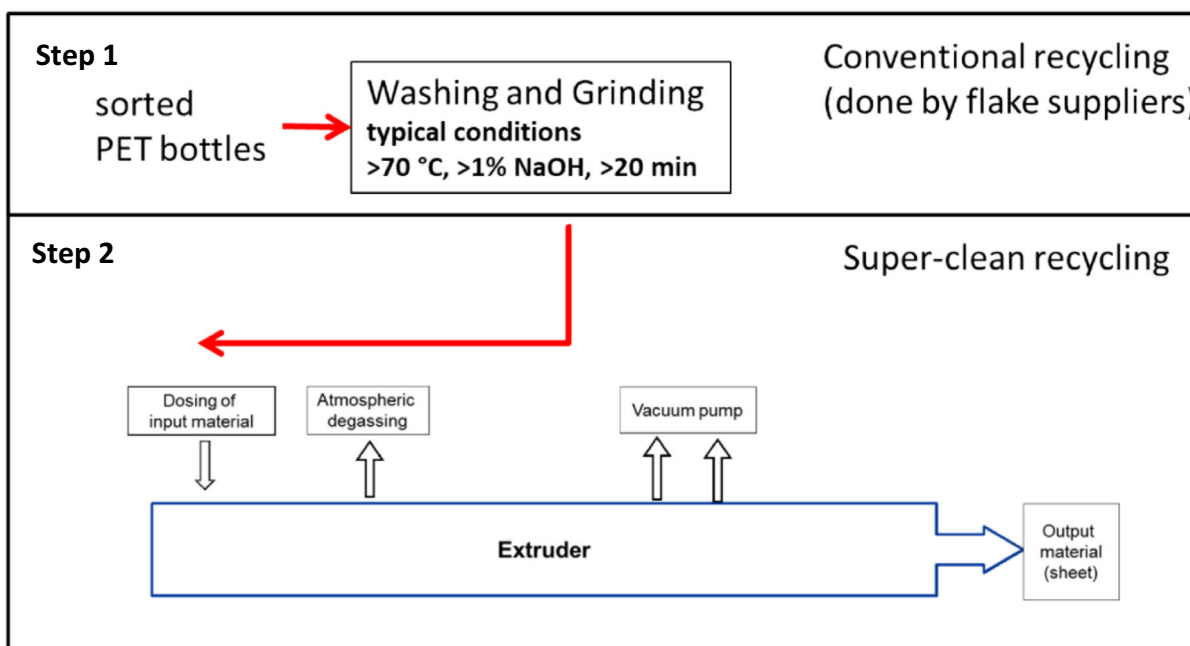 Step 1
sorted
PET bottles
Washing and Grinding
typical conditions
>70 °C, >1% NaOH, >20 min
Conventional recycling
(done by flake suppliers)
Step 2
Super-clean recycling
Dosing of
input material
Atmospheric
degassing
Vacuum pump
Extruder
Output
material
(sheet)